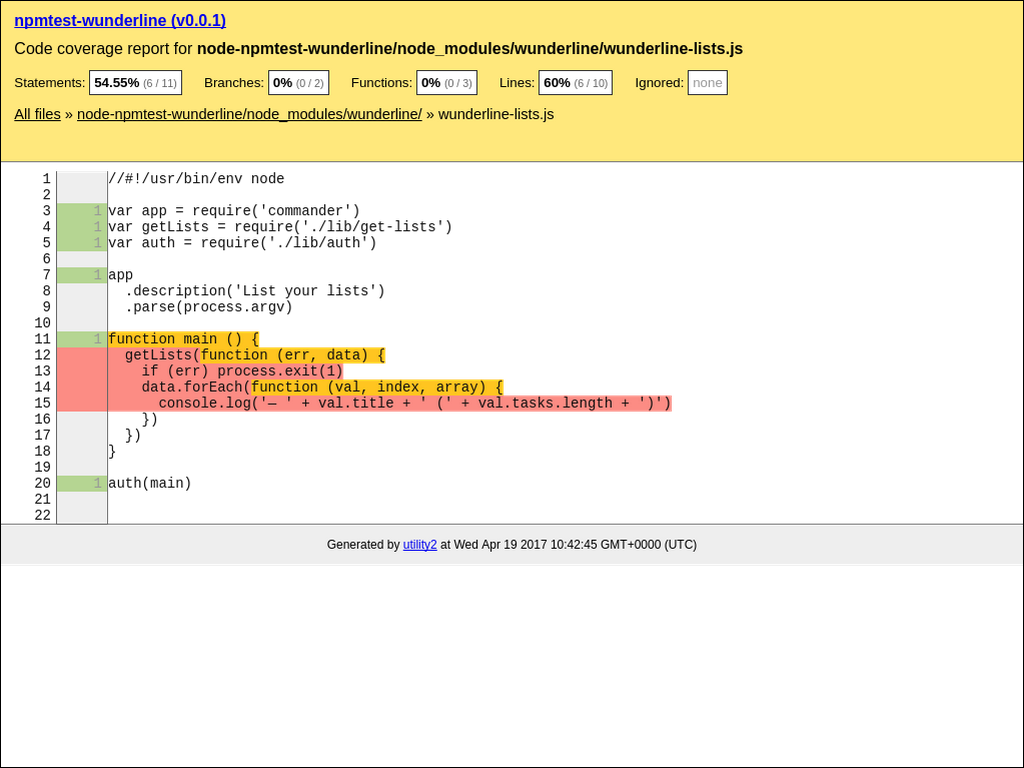 npmtest-wunderline (v0.0.1)
Code coverage report for node-npmtest-wunderline/node_modules/wunderline/wunderline-lists.js
Statements: 54.55% (6 / 11) Branches: 0% (0 / 2) Functions: 0% (0 / 3) Lines: 60% (6 / 10) Ignored: none
All files » node-npmtest-wunderline/node_modules/wunderline/ » wunderline-lists.js
1 //#!/usr/bin/env node
2
3 1 var app = require('commander')
4 1 var getLists = require('./lib/get-lists')
5 1 var auth = require('./lib/auth')
6
7 1 app
8   .description('List your lists')
9   .parse(process.argv)
10
11 1 function main () {
12   getLists(function (err, data) {
13     if (err) process.exit(1)
14     data.forEach(function (val, index, array) {
15       console.log('— ' + val.title + ' (' + val.tasks.length + ')')
16     })
17   })
18 }
19
20 1 auth(main)
21
22
Generated by utility2 at Wed Apr 19 2017 10:42:45 GMT+0000 (UTC)